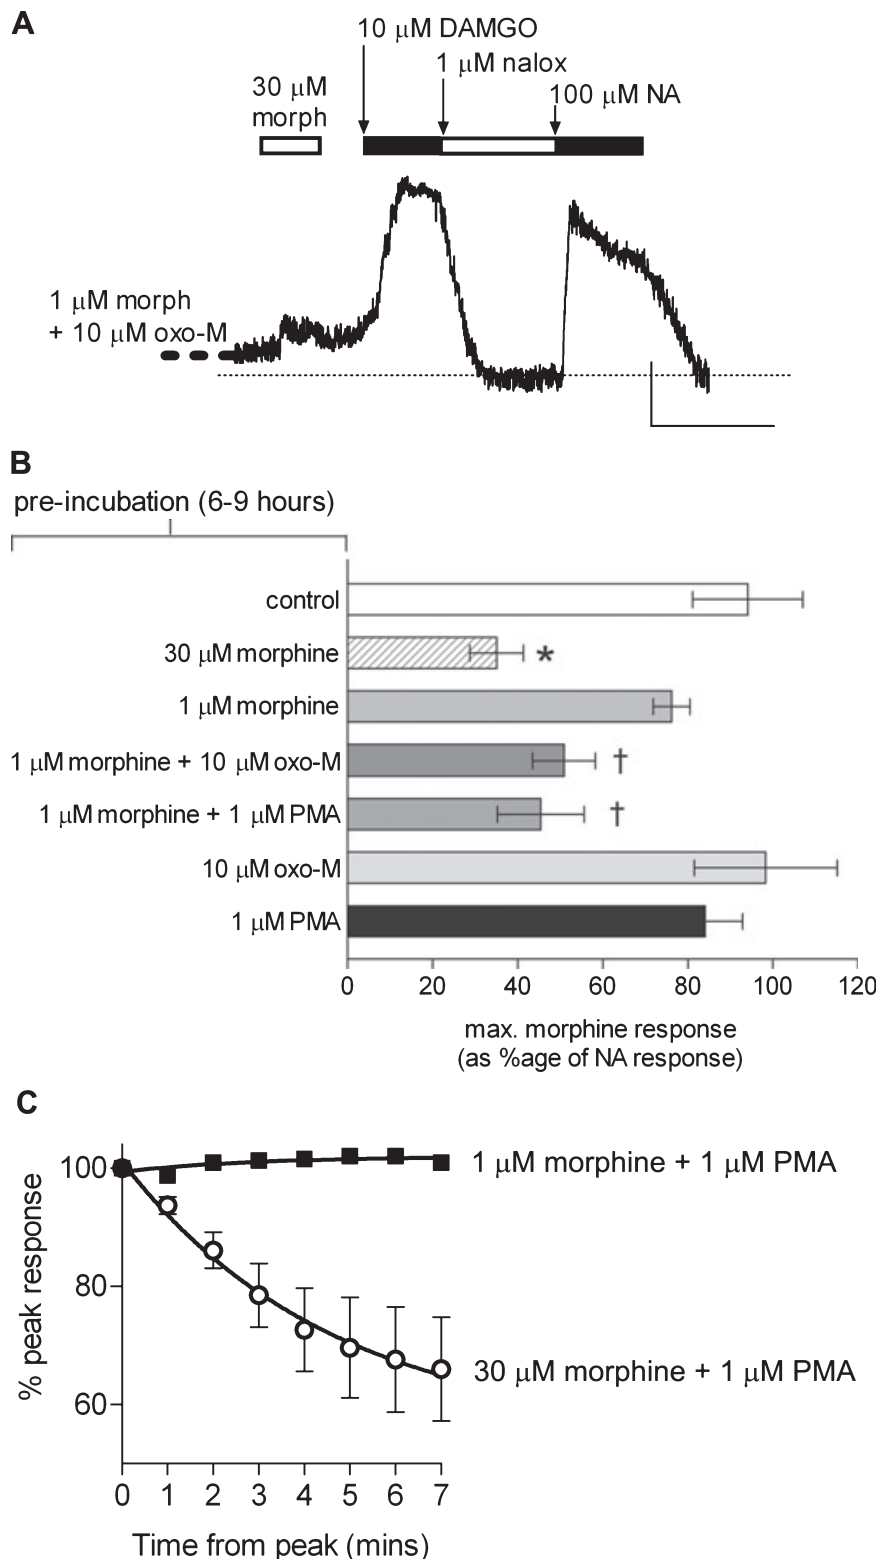 A
10 μM DAMGO
1 μM nalox
30 μM
morph
100 μM NA
1 μM morph
+ 10 μM oxo-M
B
pre-incubation (6-9 hours)
control
30 μM morphine
*
1 μM morphine
1 μM morphine + 10 μM oxo-M
†
1 μM morphine + 1 μM PMA
†
10 μM oxo-M
1 μM PMA
0 20 40 60 80 100 120
max. morphine response
(as %age of NA response)
C
100
1 μM morphine + 1 μM PMA
80
% peak response
30 μM morphine + 1 μM PMA
60
0 1 2 3 4 5 6 7
Time from peak (mins)